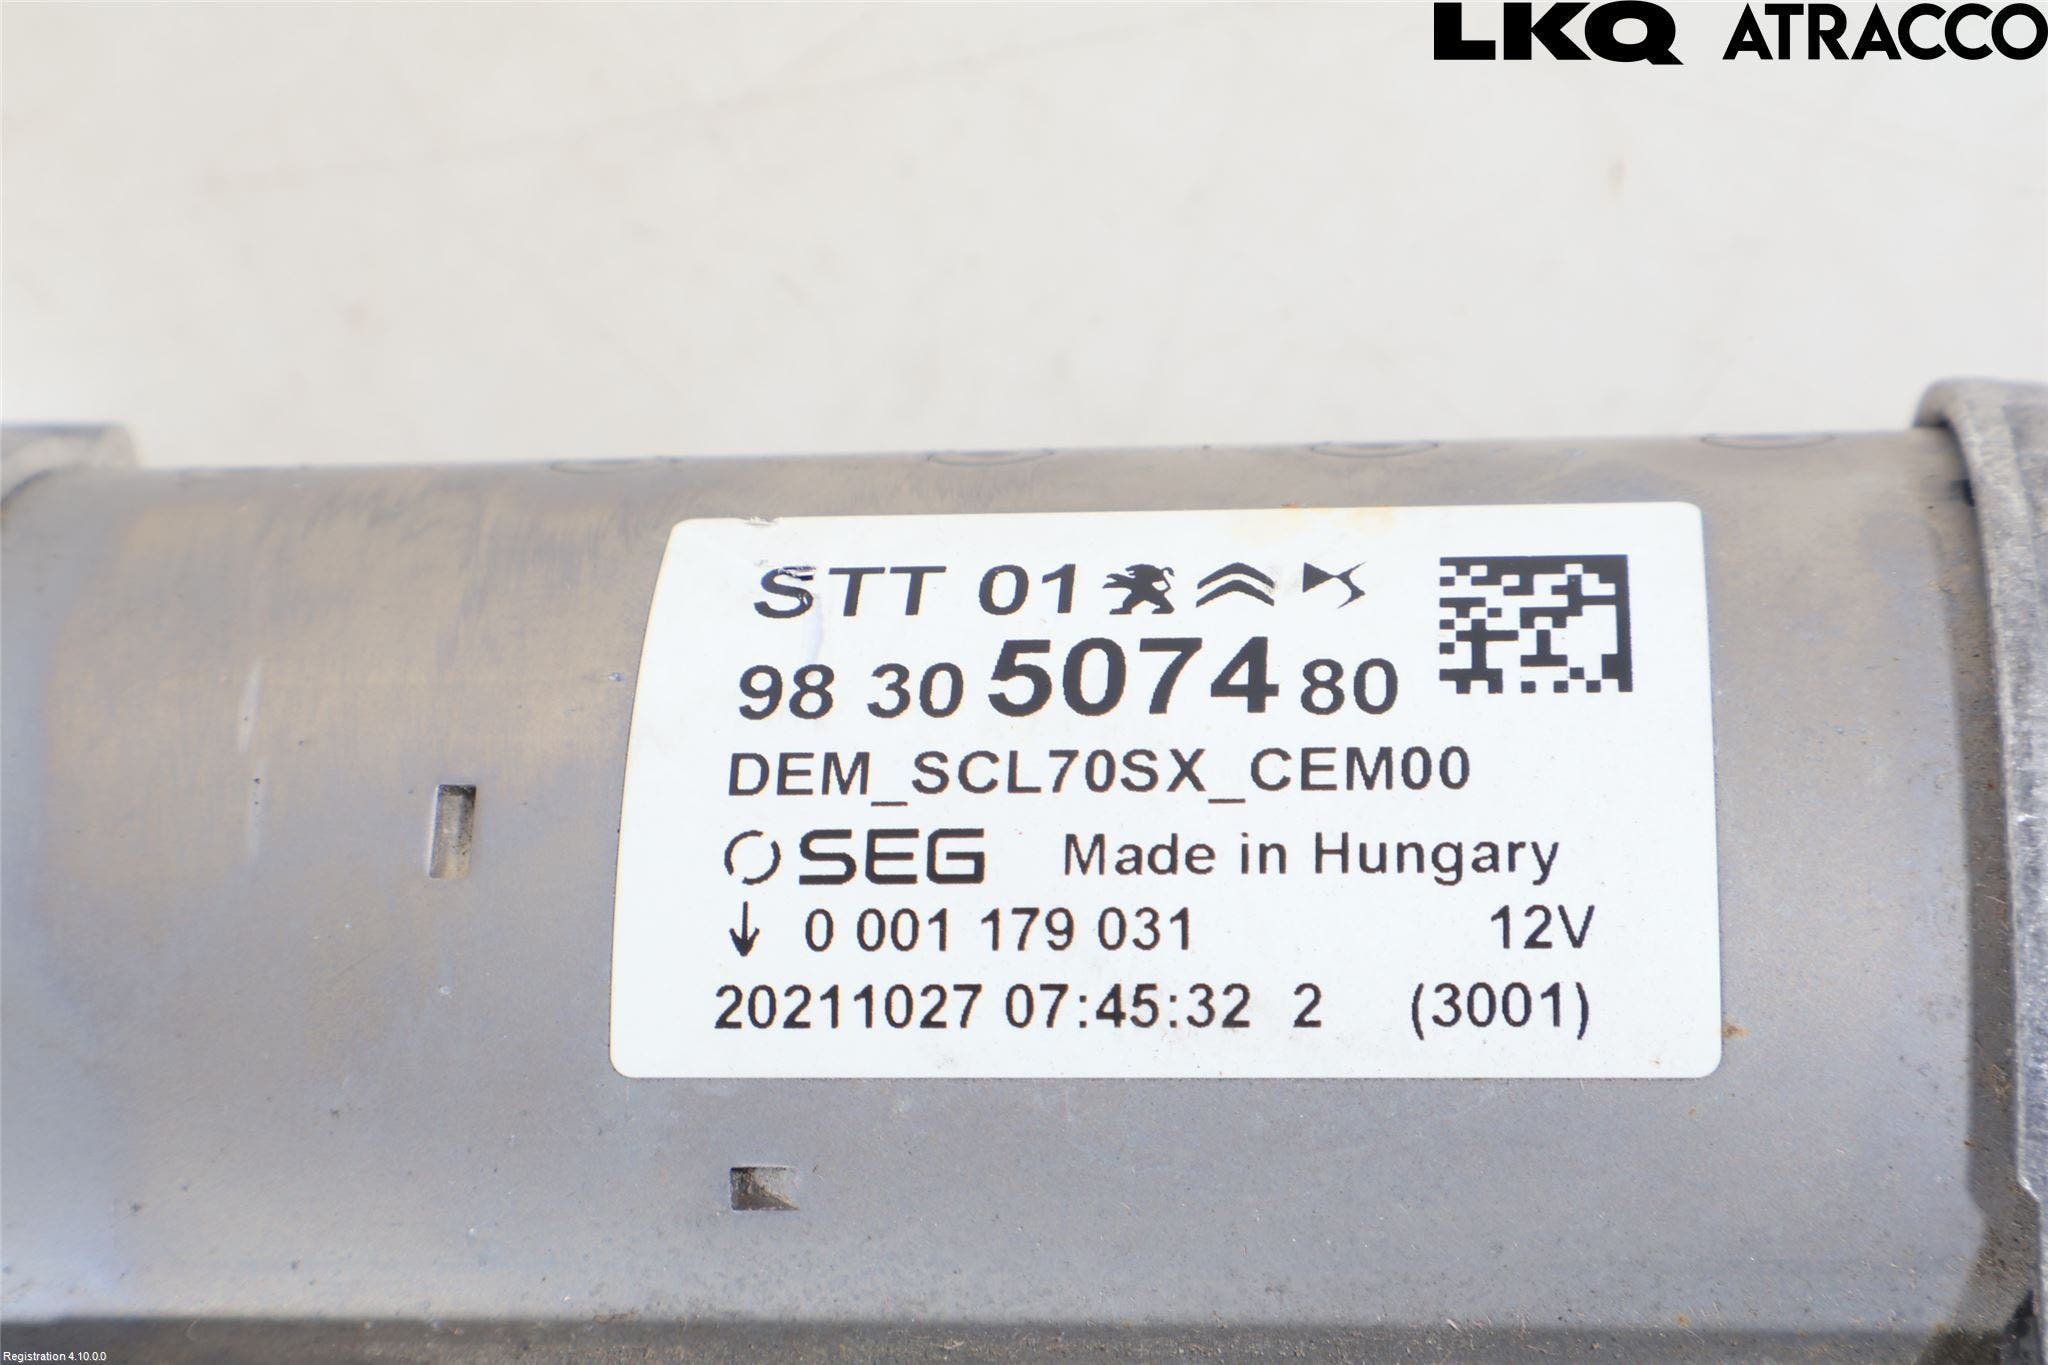 LKQ ATRACCO
STT 01
98 30 5074 80
DEM_SCL70SX_CEM00
SEG Made in Hungary
0 001 179 031 12V
20211027 07:45:32 2 (3001)
Registration 4.10.0.0